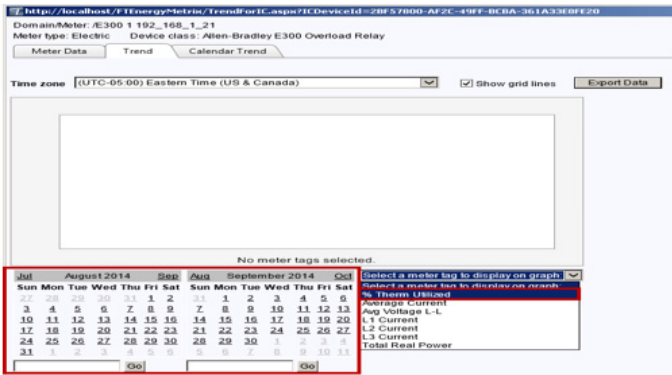 http://localhost/FTEnergyMetrix/TrendForIC.aspx?ICDeviceId=2BF57800-AF2C-49FF-BCBA-361A33E8FE20
Domain/Meter: /E300 1 192_168_1_21
Meter type: Electric Device class: Allen-Bradley E300 Overload Relay
Meter Data Trend Calendar Trend
Time zone (UTC-05:00) Eastern Time (US & Canada) Show grid lines Export Data
No meter tags selected.
Jul August 2014 Sep Aug September 2014 Oct Select a meter tag to display on graph:
Sun Mon Tue Wed Thu Fri Sat Sun Mon Tue Wed Thu Fri Sat Select a meter tag to display on graph:
27 28 29 30 31 1 2 31 1 2 3 4 5 6 % Therm Utilized
3 4 5 6 7 8 9 7 8 9 10 11 12 13 Average Current
Avg Voltage L-L
10 11 12 13 14 15 16 14 15 16 17 18 19 20 L1 Current
17 18 19 20 21 22 23 21 22 23 24 25 26 27 L2 Current
24 25 26 27 28 29 30 28 29 30 1 2 3 4 L3 Current
Total Real Power
31 1 2 3 4 5 6 5 6 7 8 9 10 11
Go Go